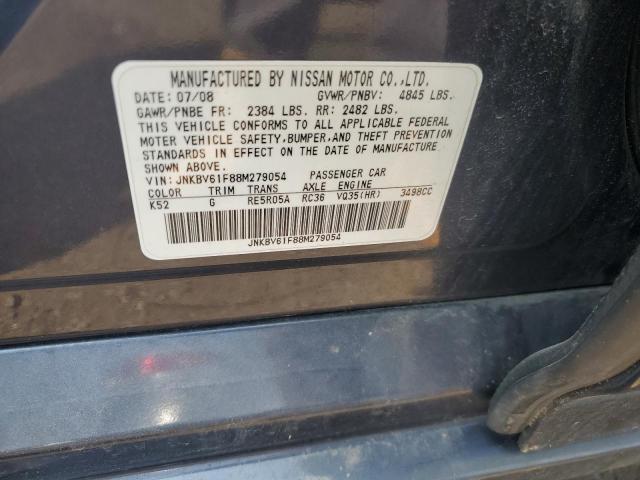 MANUFACTURED BY NISSAN MOTOR CO.,LTD.
DATE: 07/08 GVWR/PNBV: 4845 LBS.
GAWR/PNBE FR: 2384 LBS. RR: 2482 LBS.
THIS VEHICLE CONFORMS TO ALL APPLICABLE FEDERAL
MOTOR VEHICLE SAFETY,BUMPER,AND THEFT PREVENTION
STANDARDS IN EFFECT ON THE DATE OF MANUFACTURE
SHOWN ABOVE.
VIN: JNKBV61F88M279054 PASSENGER CAR
COLOR TRIM TRANS AXLE ENGINE
K52 G RE5R05A RC36 VQ35(HR) 3498CC
JNKBV61F88M279054